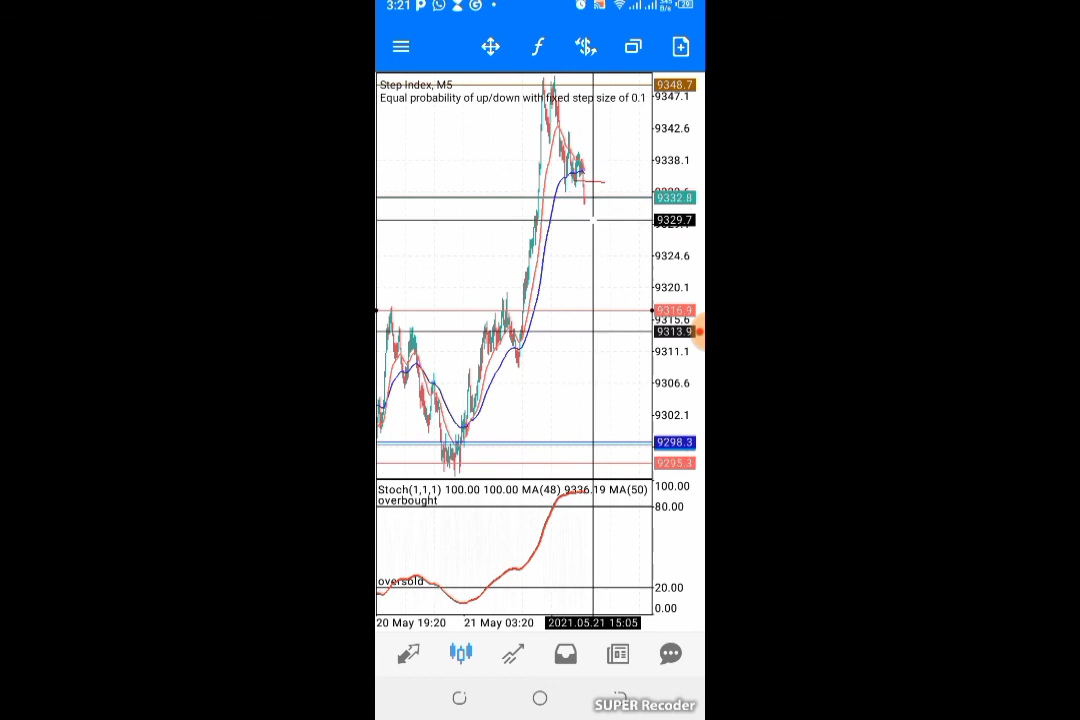 3:21
345 B/s 29
Step Index, M5
Equal probability of up/down with fixed step size of 0.1
9348.7
9347.1
9342.6
9338.1
9332.8
9329.7
9324.6
9320.1
9316.9
9315.6
9313.9
9311.1
9306.6
9302.1
9298.3
9295.3
Stoch(1,1,1) 100.00 100.00 MA(48) 9336.19 MA(50)
100.00
overbought
80.00
oversold
20.00
0.00
20 May 19:20 21 May 03:20 2021.05.21 15:05
SUPER Recoder